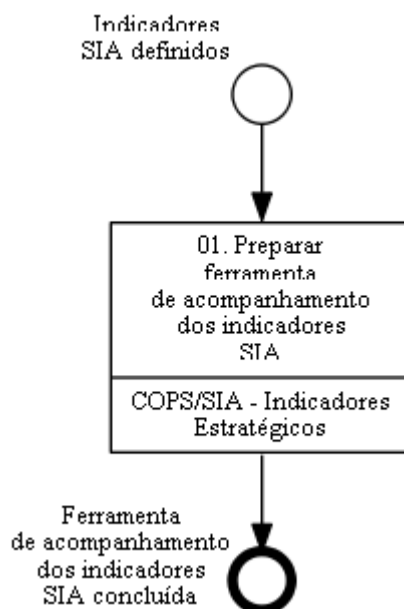 Indicadores
SIA definidos
01. Preparar
ferramenta
de acompanhamento
dos indicadores
SIA
COPS/SIA - Indicadores
Estratégicos
Ferramenta
de acompanhamento
dos indicadores
SIA concluída